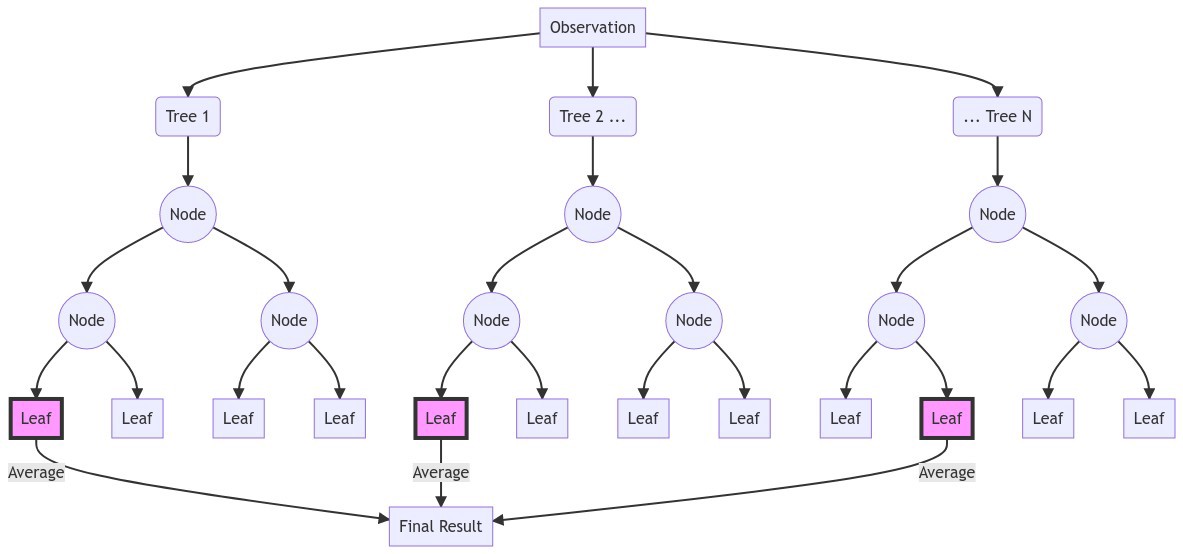 Observation
Tree 1
Tree 2 ...
... Tree N
Node
Node
Node
Node
Node
Node
Node
Node
Node
Leaf
Leaf
Leaf
Leaf
Leaf
Leaf
Leaf
Leaf
Leaf
Leaf
Leaf
Leaf
Average
Average
Average
Final Result